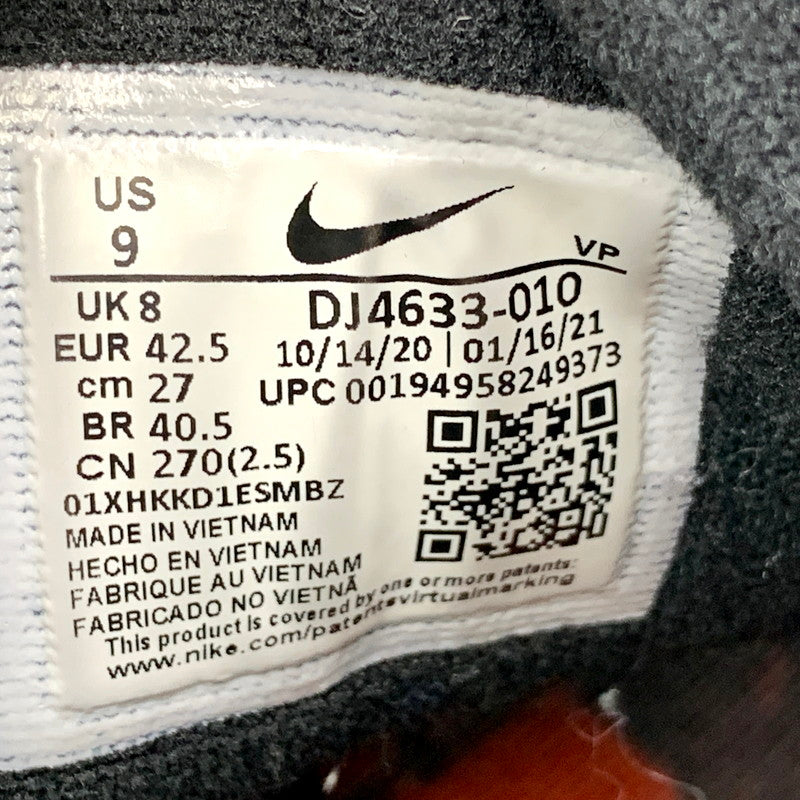 US
9
VP
UK 8
DJ4633-010
EUR 42.5
10/14/20 | 01/16/21
cm 27
UPC 00194958249373
BR 40.5
CN 270(2.5)
01XHKKD1ESMBZ
MADE IN VIETNAM
HECHO EN VIETNAM
FABRIQUE AU VIETNAM
FABRICADO NO VIETNÃ
This product is covered by one or more patents:
www.nike.com/patentsvirtualmarking